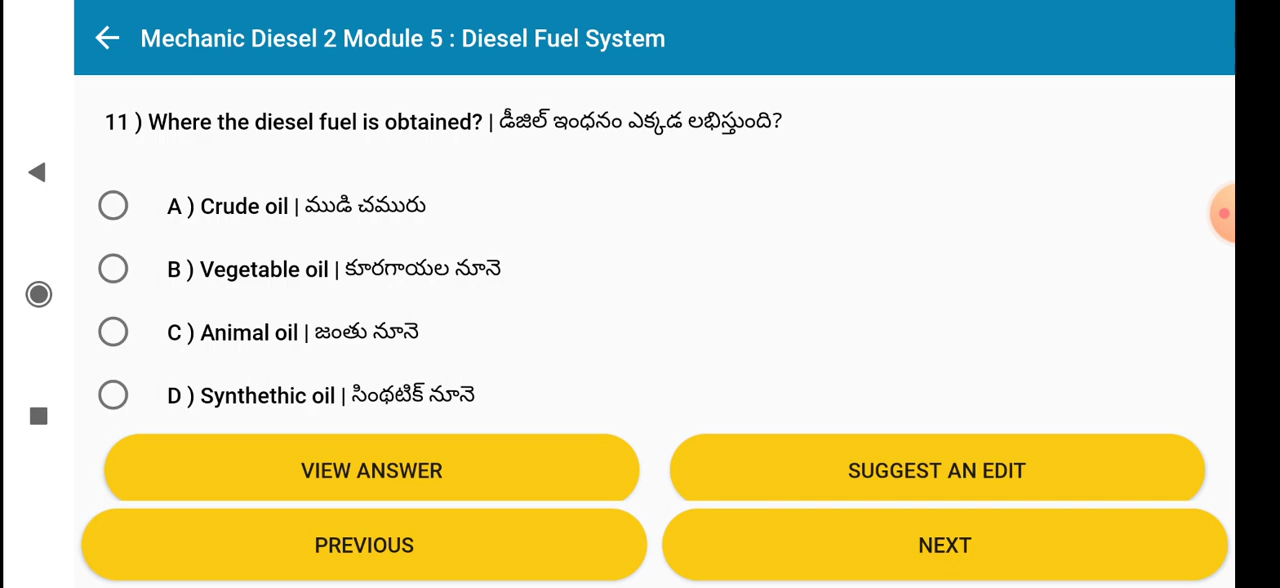 Mechanic Diesel 2 Module 5 : Diesel Fuel System
11 ) Where the diesel fuel is obtained? | డీజిల్ ఇంధనం ఎక్కడ లభిస్తుంది?
A ) Crude oil | ముడి చమురు
B ) Vegetable oil | కూరగాయల నూనె
C ) Animal oil | జంతు నూనె
D ) Synthethic oil | సింథటిక్ నూనె
VIEW ANSWER
SUGGEST AN EDIT
PREVIOUS
NEXT